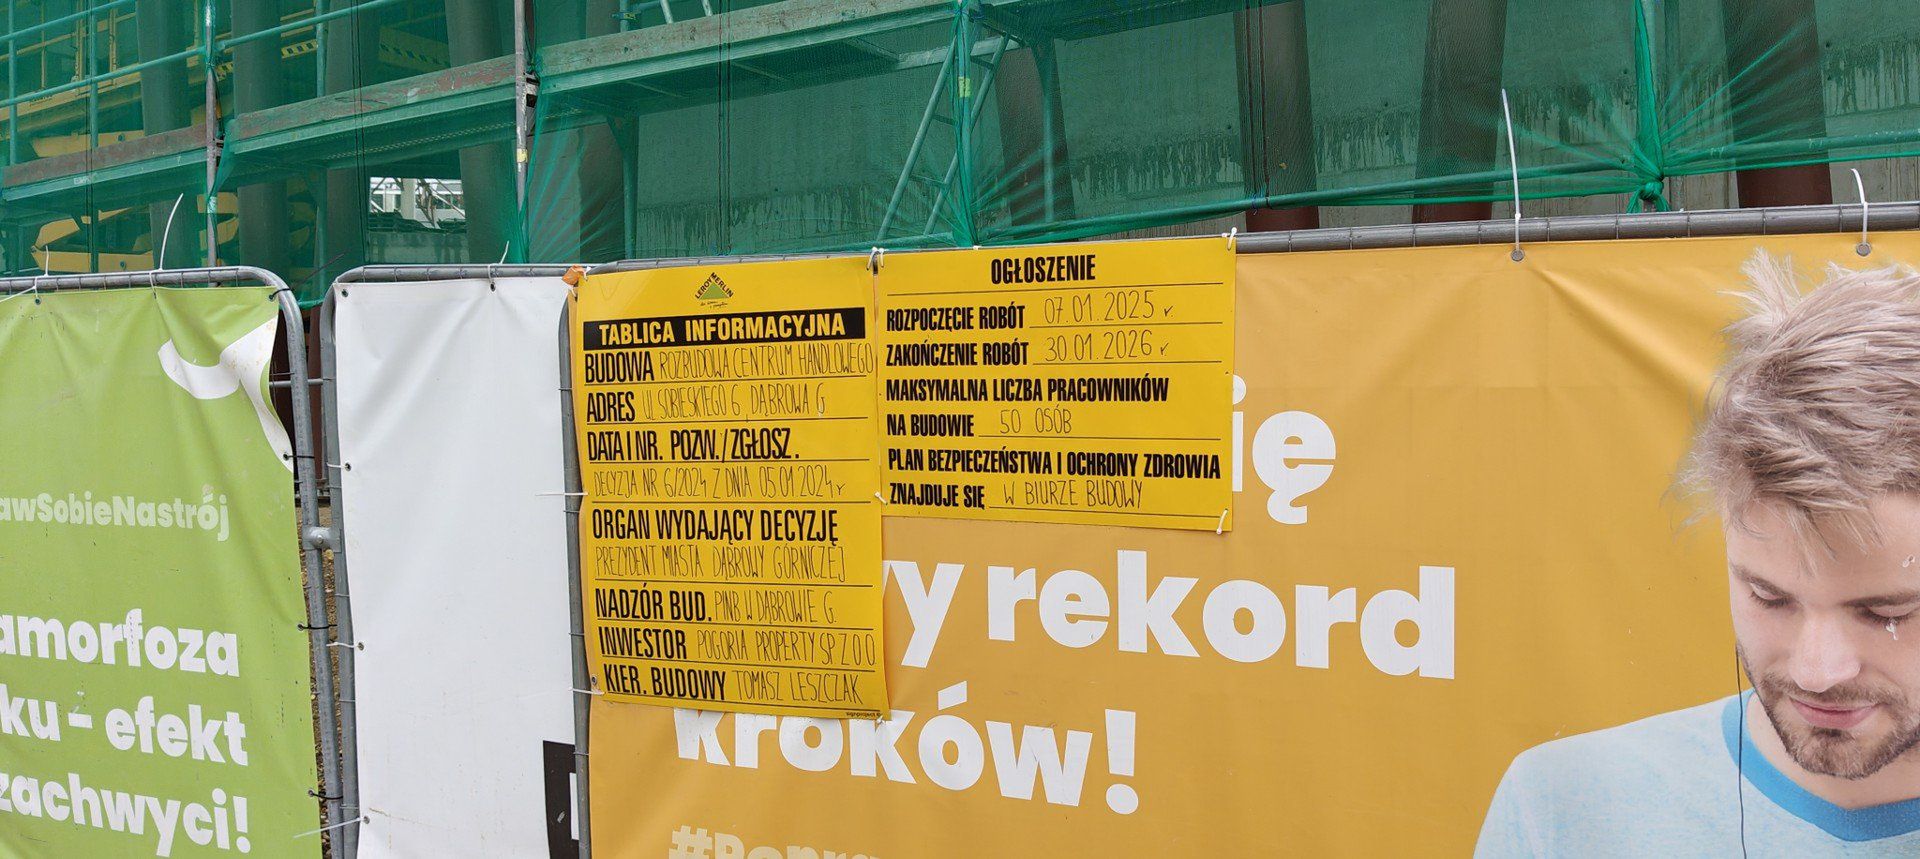 LEROY MERLIN
TABLICA INFORMACYJNA
BUDOWA ROZBUDOWA CENTRUM HANDLOWEGO
ADRES UL SOBIESKIEGO 6, DĄBROWA G
DATA I NR. POZW./ZGŁOSZ.
DECYZJA NR 6/2024 Z DNIA 05 01 2024 r
ORGAN WYDAJĄCY DECYZJĘ
PREZYDENT MIASTA DĄBROWY GÓRNICZEJ
NADZÓR BUD. PINB W DĄBROWIE G.
INWESTOR POGORIA PROPERTY SP Z O O
KIER. BUDOWY TOMASZ LESZCZAK
OGŁOSZENIE
ROZPOCZĘCIE ROBÓT 07.01.2025 r.
ZAKOŃCZENIE ROBÓT 30.01.2026 r
MAKSYMALNA LICZBA PRACOWNIKÓW
NA BUDOWIE 50 OSÓB
PLAN BEZPIECZEŃSTWA I OCHRONY ZDROWIA
ZNAJDUJE SIĘ W BIURZE BUDOWY
awSobieNastrój
amorfoza
ku - efekt
zachwyci!
ię
wy rekord
kroków!